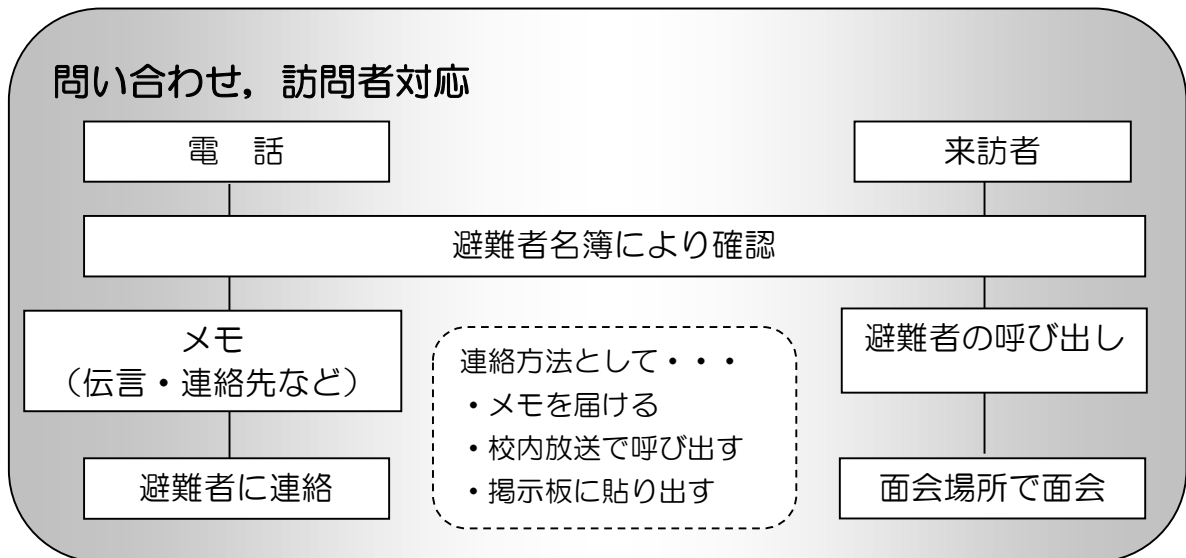 問い合わせ，訪問者対応
電　話
来訪者
避難者名簿により確認
メモ
（伝言・連絡先など）
避難者の呼び出し
連絡方法として・・・
・メモを届ける
・校内放送で呼び出す
・掲示板に貼り出す
避難者に連絡
面会場所で面会